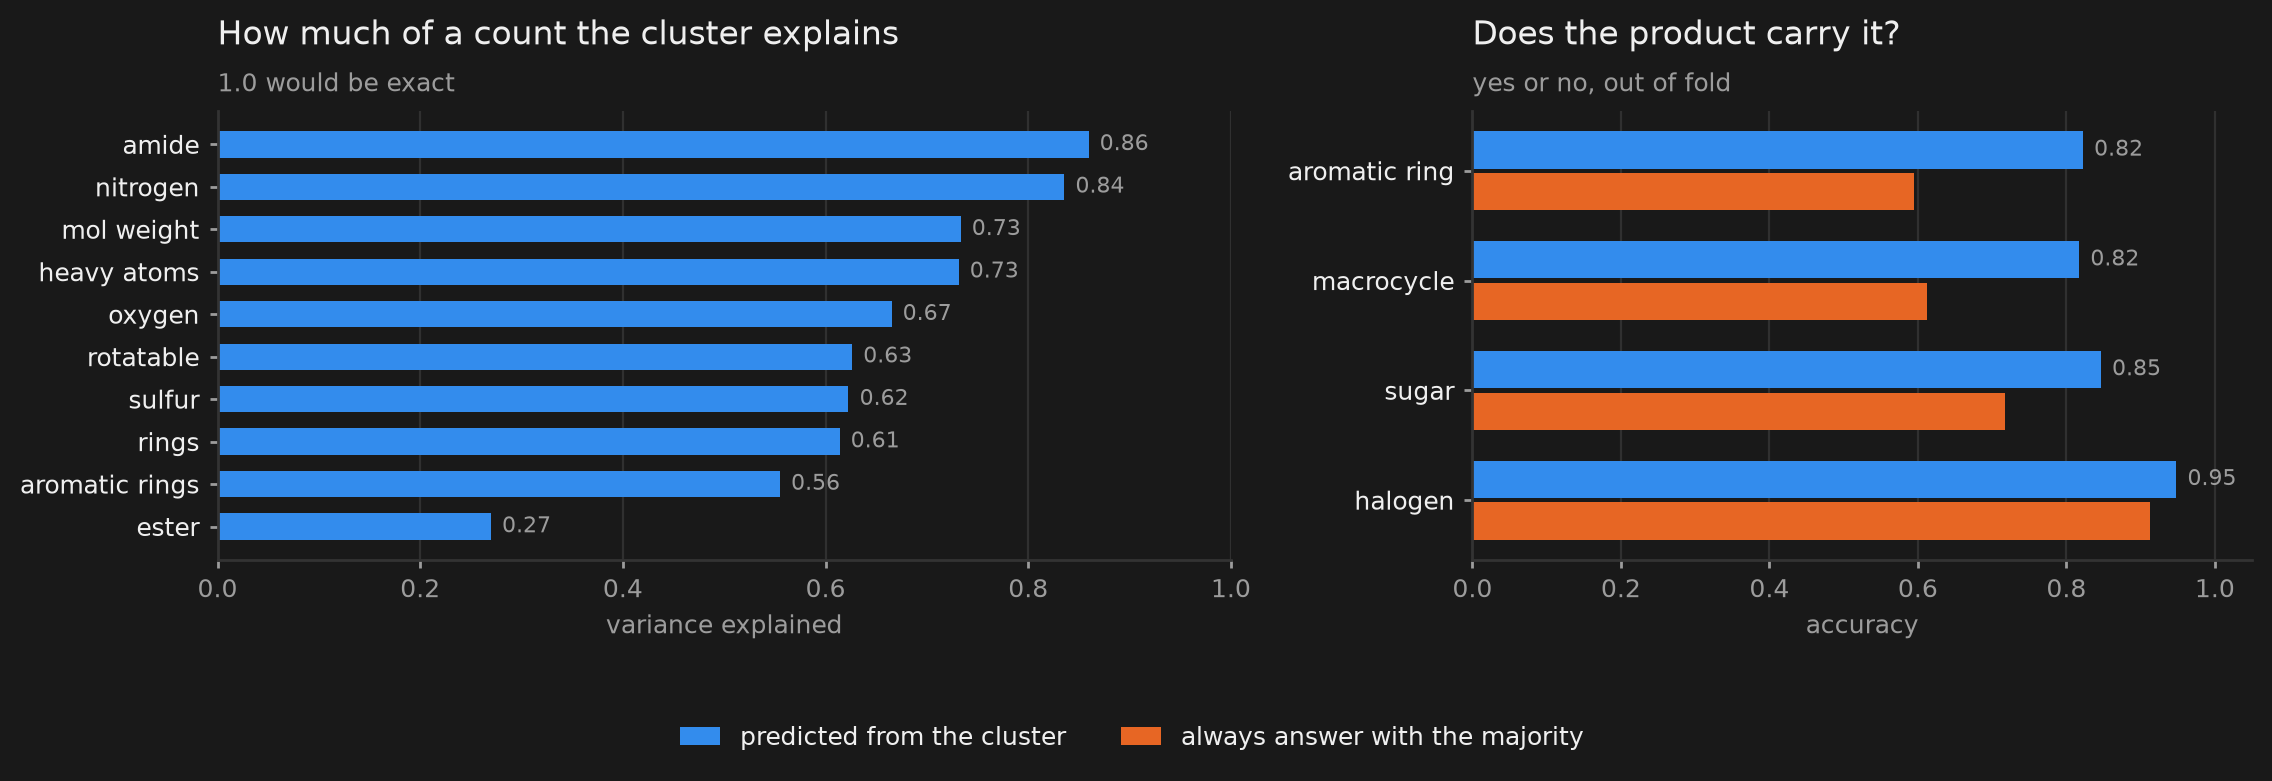 How much of a count the cluster explains
1.0 would be exact
amide 0.86
nitrogen 0.84
mol weight 0.73
heavy atoms 0.73
oxygen 0.67
rotatable 0.63
sulfur 0.62
rings 0.61
aromatic rings 0.56
ester 0.27
0.0 0.2 0.4 0.6 0.8 1.0
variance explained
Does the product carry it?
yes or no, out of fold
aromatic ring 0.82
macrocycle 0.82
sugar 0.85
halogen 0.95
0.0 0.2 0.4 0.6 0.8 1.0
accuracy
predicted from the cluster
always answer with the majority